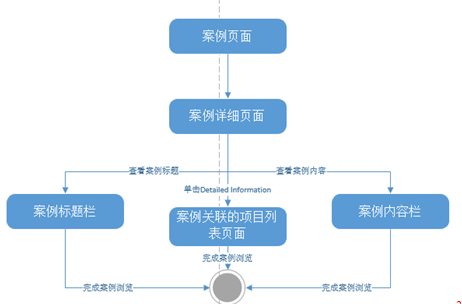 案例页面
案例详细页面
查看案例标题
查看案例内容
单击Detailed Information
案例标题栏
案例关联的项目列
表页面
案例内容栏
完成案例浏览
完成案例浏览
完成案例浏览